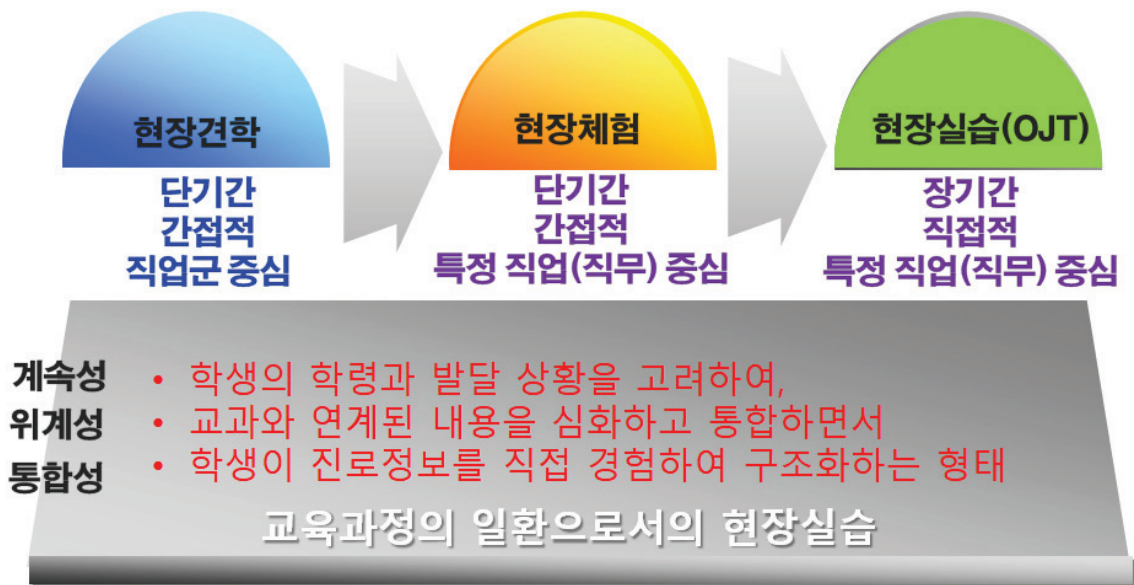 현장견학
현장체험
현장실습(OJT)
단기간
간접적
직업군 중심
단기간
간접적
특정 직업(직무) 중심
장기간
직접적
특정 직업(직무) 중심
계속성
위계성
통합성
• 학생의 학령과 발달 상황을 고려하여,
• 교과와 연계된 내용을 심화하고 통합하면서
• 학생이 진로정보를 직접 경험하여 구조화하는 형태
교육과정의 일환으로서의 현장실습